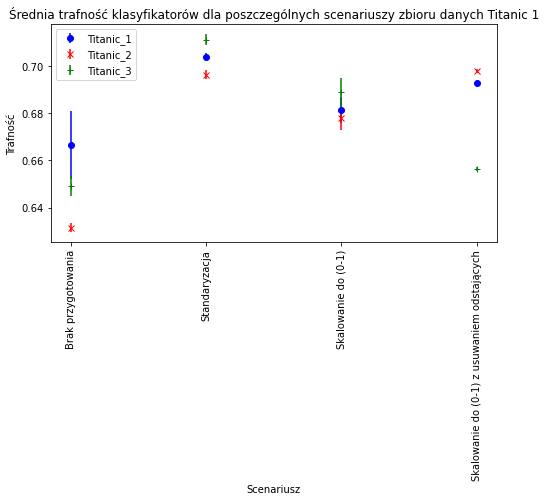 Średnia trafność klasyfikatorów dla poszczególnych scenariuszy zbioru danych Titanic 1
Titanic_1
Titanic_2
Titanic_3
Trafność
0.70
0.68
0.66
0.64
Brak przygotowania
Standaryzacja
Skalowanie do (0-1)
Skalowanie do (0-1) z usuwaniem odstających
Scenariusz